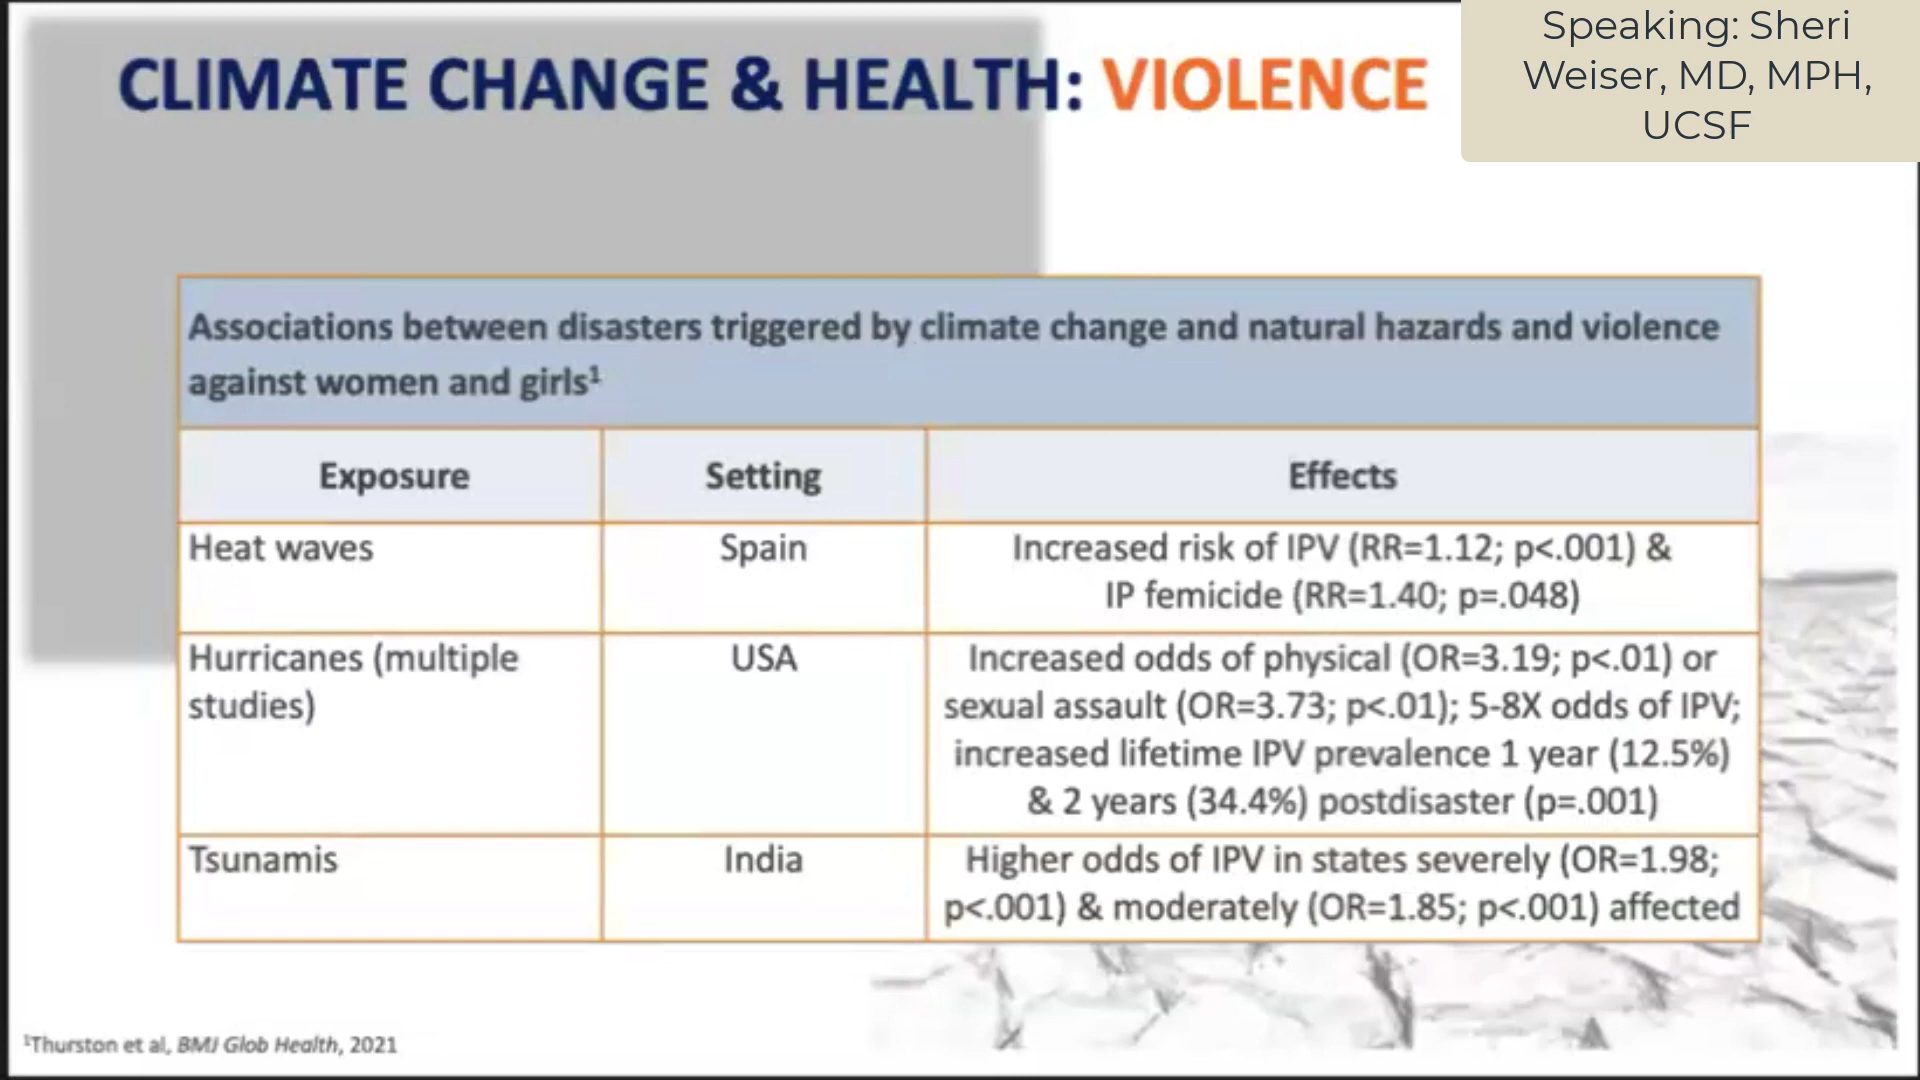 CLIMATE CHANGE & HEALTH: VIOLENCE
Speaking: Sheri
Weiser, MD, MPH,
UCSF
Associations between disasters triggered by climate change and natural hazards and violence
against women and girls¹
Exposure
Setting
Effects
Heat waves
Spain
Increased risk of IPV (RR=1.12; p<.001) &
IP femicide (RR=1.40; p=.048)
Hurricanes (multiple
studies)
USA
Increased odds of physical (OR=3.19; p<.01) or
sexual assault (OR=3.73; p<.01); 5-8X odds of IPV;
increased lifetime IPV prevalence 1 year (12.5%)
& 2 years (34.4%) postdisaster (p=.001)
Tsunamis
India
Higher odds of IPV in states severely (OR=1.98;
p<.001) & moderately (OR=1.85; p<.001) affected
¹Thurston et al, BMJ Glob Health, 2021